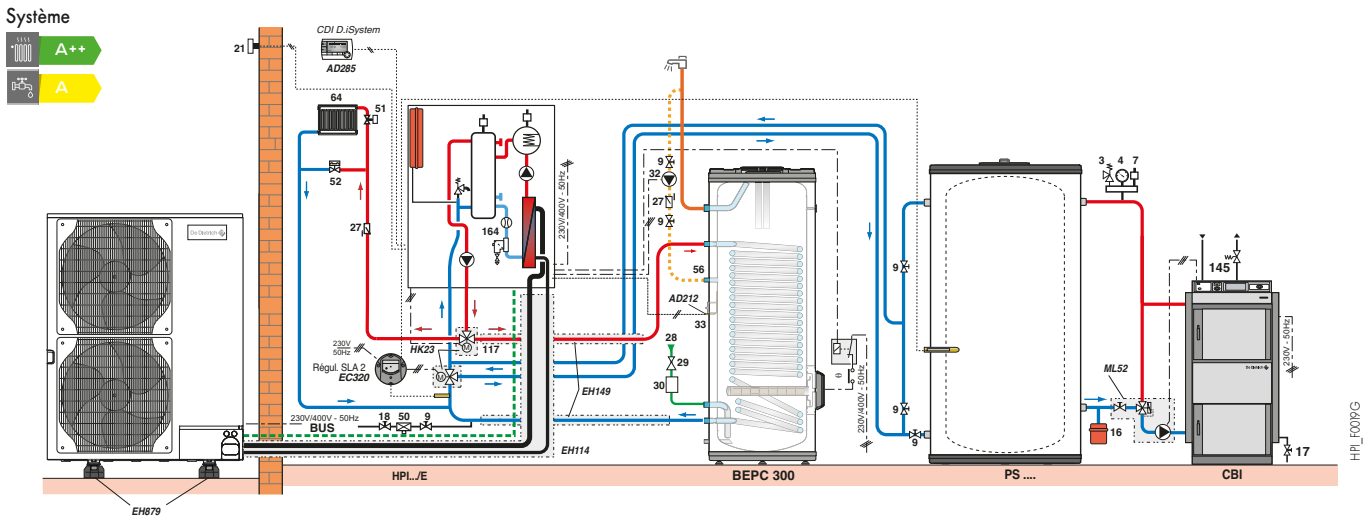 Système
A++
A
21
CDI D.iSystem
AD285
64
51
52
27
164
230V/400V - 50Hz
117
HK23
230V
50Hz
Régul. SLA 2
EC320
230V/400V - 50Hz
BUS
18
50
9
EH149
EH114
De Dietrich
EH879
HPI.../E
9
32
27
9
56
AD212
33
28
29
30
θ
230V/400V - 50Hz
BEPC 300
9
9
9
PS ....
3
4
7
ML52
16
145
De Dietrich
230V - 50Hz
17
CBI
M
M
HPI_F0019G